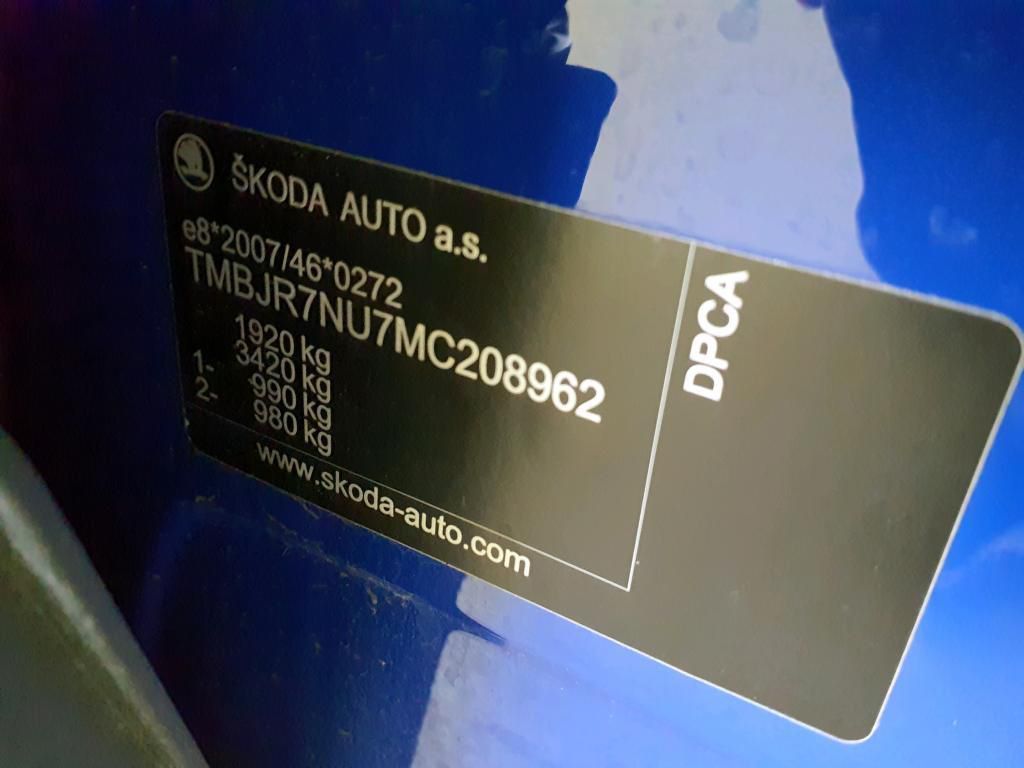 ŠKODA AUTO a.s.
e8*2007/46*0272
TMBJR7NU7MC208962
1920 kg
3420 kg
1- 990 kg
2- 980 kg
www.skoda-auto.com
DPCA